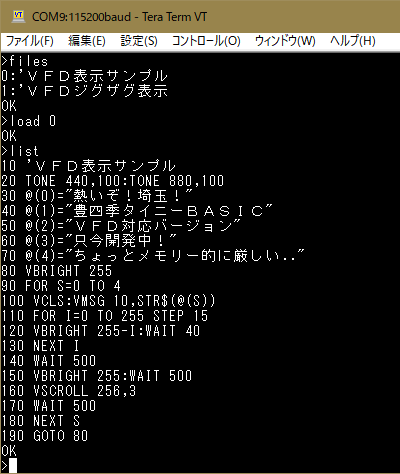 COM9:115200baud - Tera Term VT
ファイル(F) 編集(E) 設定(S) コントロール(O) ウィンドウ(W) ヘルプ(H)
>files
0:'ＶＦＤ表示サンプル
1:'ＶＦＤジグザグ表示
OK
>load 0
OK
>list
10 'ＶＦＤ表示サンプル
20 TONE 440,100:TONE 880,100
30 @(0)="熱いぞ！埼玉！"
40 @(1)="豊四季タイニーＢＡＳＩＣ"
50 @(2)="ＶＦＤ対応バージョン"
60 @(3)="只今開発中！"
70 @(4)="ちょっとメモリー的に厳しい.."
80 VBRIGHT 255
90 FOR S=0 TO 4
100 VCLS:VMSG 10,STR$(@(S))
110 FOR I=0 TO 255 STEP 15
120 VBRIGHT 255-I:WAIT 40
130 NEXT I
140 WAIT 500
150 VBRIGHT 255:WAIT 500
160 VSCROLL 256,3
170 WAIT 500
180 NEXT S
190 GOTO 80
OK
>